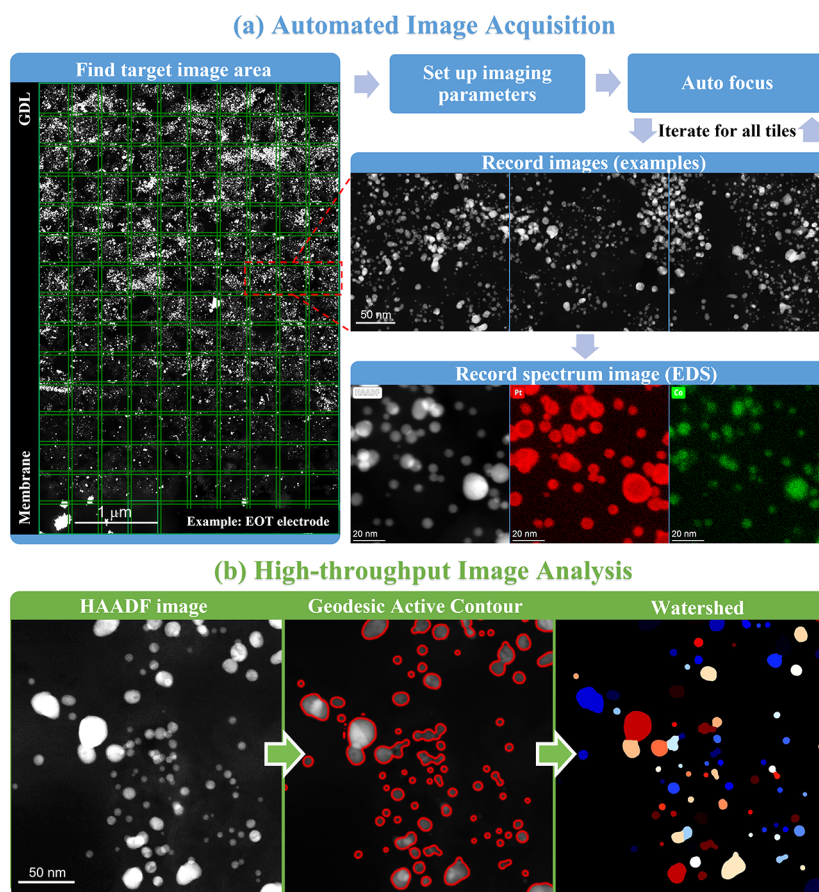 (a) Automated Image Acquisition
Find target image area
GDL
Membrane
1 μm
Example: EOT electrode
Set up imaging
parameters
Auto focus
Iterate for all tiles
Record images (examples)
50 nm
Record spectrum image (EDS)
HAADF
20 nm
Pt
20 nm
Co
20 nm
(b) High-throughput Image Analysis
HAADF image
Geodesic Active Contour
Watershed
50 nm